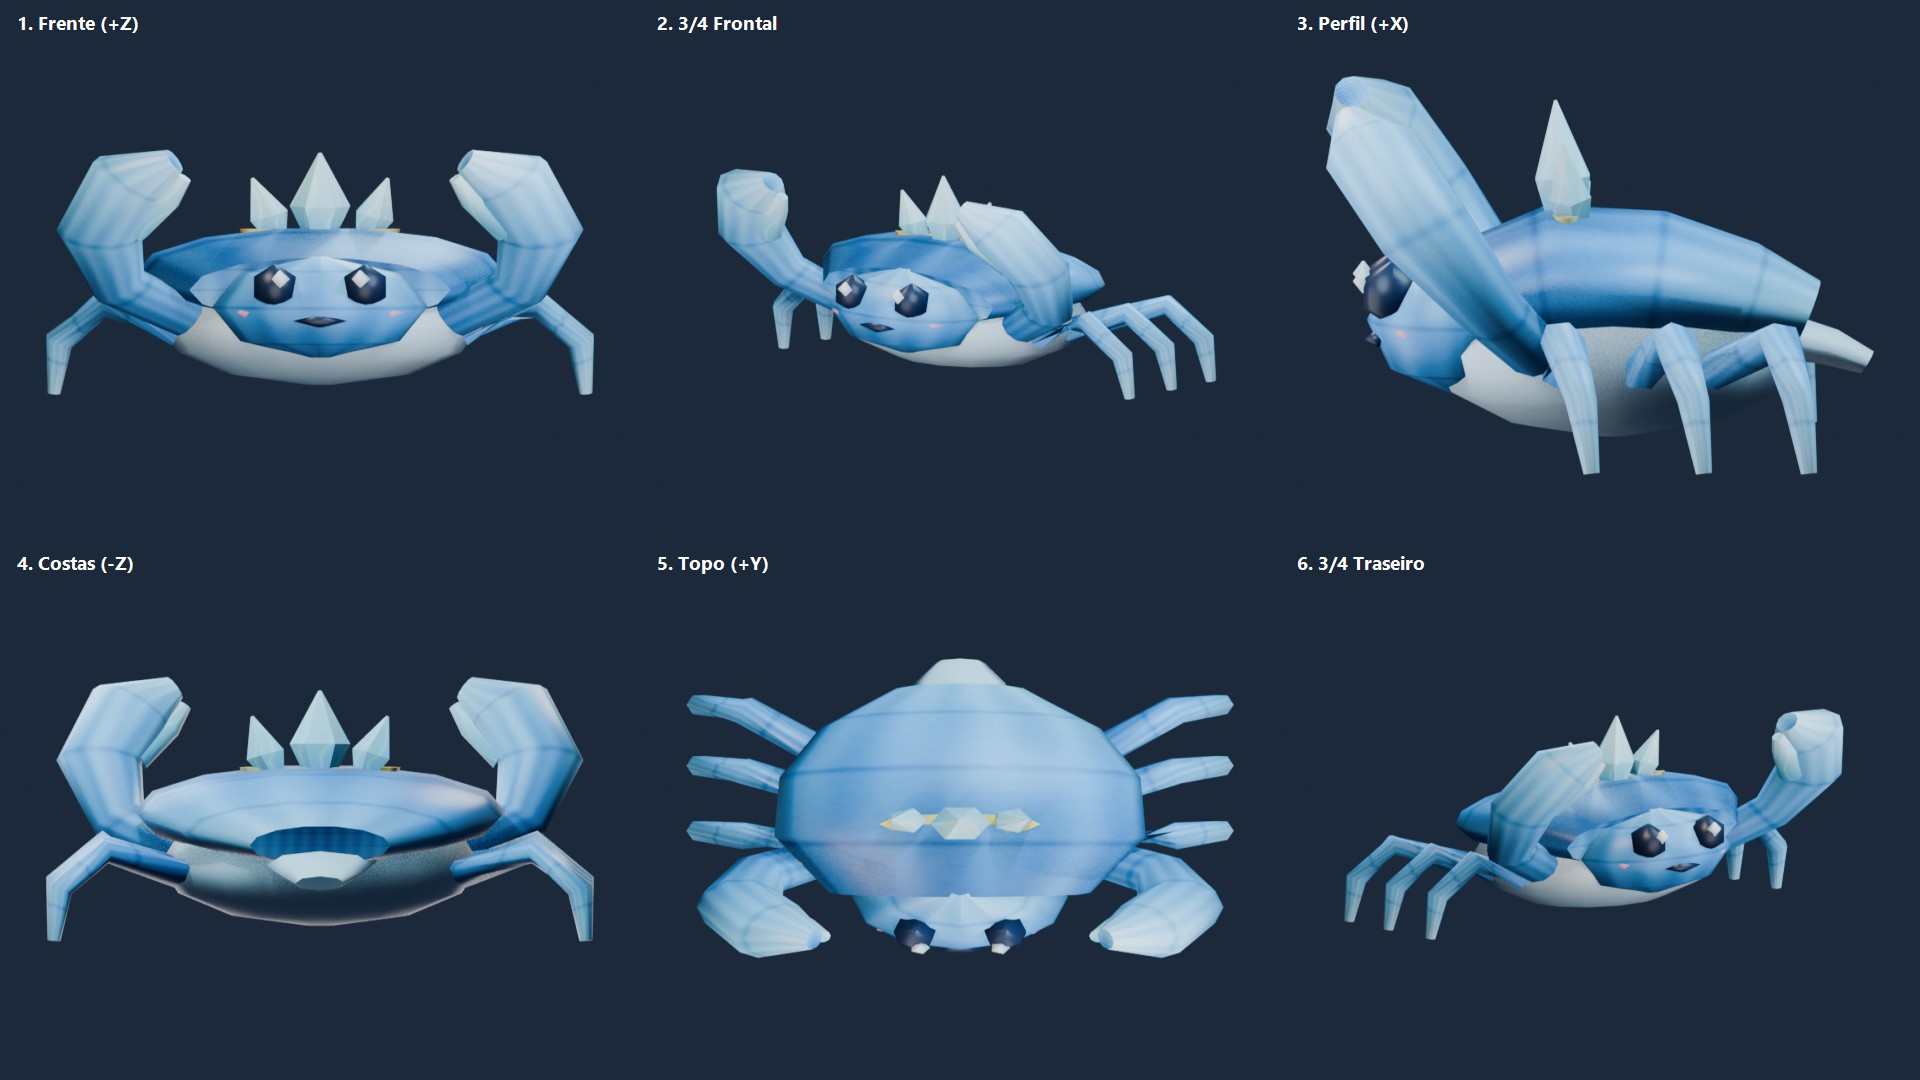 1. Frente (+Z)
2. 3/4 Frontal
3. Perfil (+X)
4. Costas (-Z)
5. Topo (+Y)
6. 3/4 Traseiro